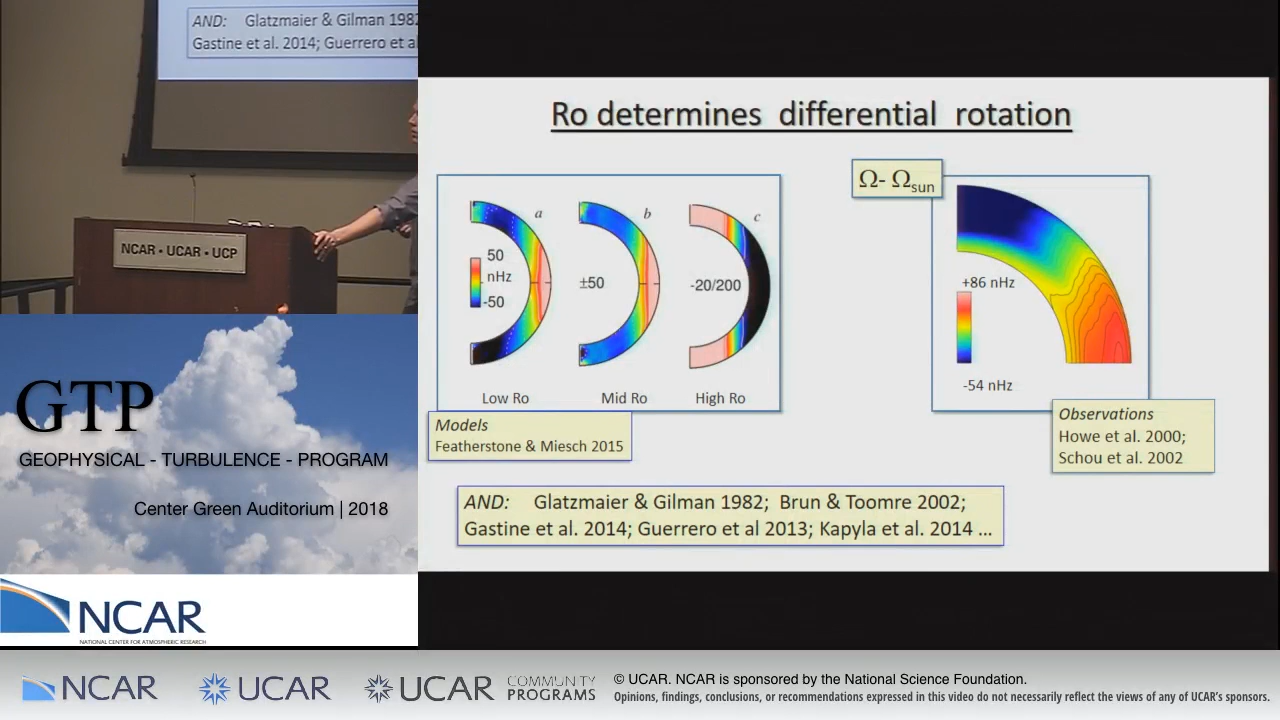 AND: Glatzmaier & Gilman 1982
Gastine et al. 2014; Guerrero et al
NCAR • UCAR • UCP
GTP
GEOPHYSICAL - TURBULENCE - PROGRAM
Center Green Auditorium | 2018
NCAR
NATIONAL CENTER FOR ATMOSPHERIC RESEARCH
Ro determines differential rotation
a
b
c
50
nHz
-50
±50
-20/200
Low Ro
Mid Ro
High Ro
Models
Featherstone & Miesch 2015
Ω- Ωsun
+86 nHz
-54 nHz
Observations
Howe et al. 2000;
Schou et al. 2002
AND: Glatzmaier & Gilman 1982; Brun & Toomre 2002;
Gastine et al. 2014; Guerrero et al 2013; Kapyla et al. 2014 ...
NCAR
UCAR
UCAR
COMMUNITY
PROGRAMS
© UCAR. NCAR is sponsored by the National Science Foundation.
Opinions, findings, conclusions, or recommendations expressed in this video do not necessarily reflect the views of any of UCAR's sponsors.